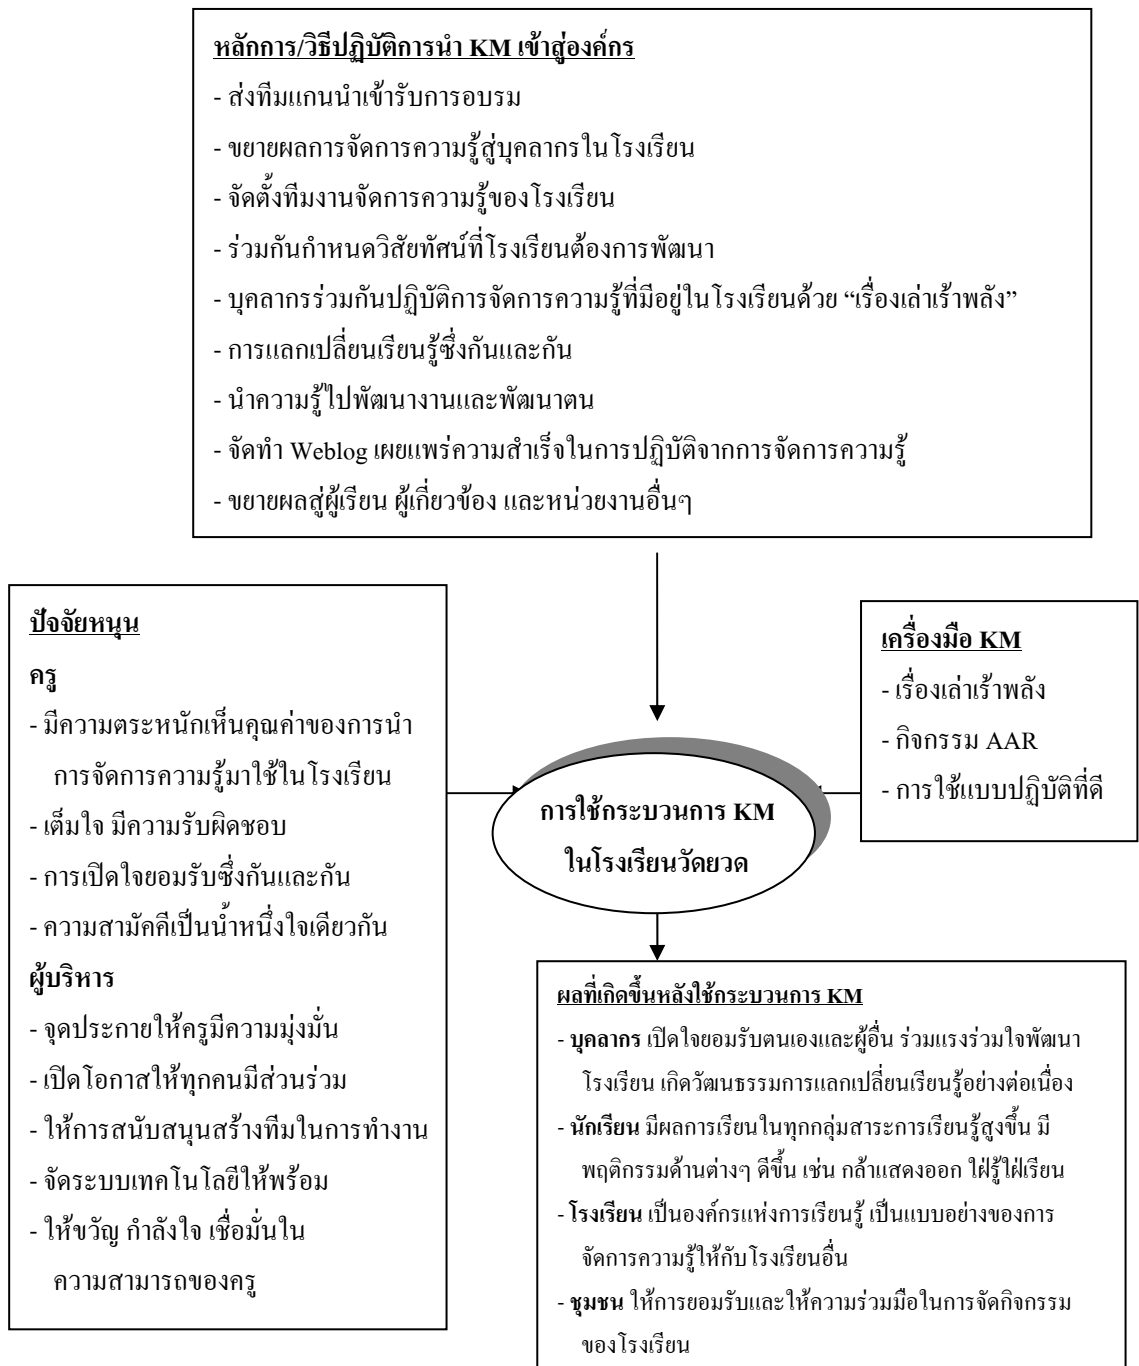 หลักการ/วิธีปฏิบัติการนำ KM เข้าสู่องค์กร
- ส่งทีมแกนนำเข้ารับการอบรม
- ขยายผลการจัดการความรู้สู่บุคลากรในโรงเรียน
- จัดตั้งทีมงานจัดการความรู้ของโรงเรียน
- ร่วมกันกำหนดวิสัยทัศน์ที่โรงเรียนต้องการพัฒนา
- บุคลากรร่วมกันปฏิบัติการจัดการความรู้ที่มีอยู่ในโรงเรียนด้วย “เรื่องเล่าเร้าพลัง”
- การแลกเปลี่ยนเรียนรู้ซึ่งกันและกัน
- นำความรู้ไปพัฒนางานและพัฒนาตน
- จัดทำ Weblog เผยแพร่ความสำเร็จในการปฏิบัติจากการจัดการความรู้
- ขยายผลสู่ผู้เรียน ผู้เกี่ยวข้อง และหน่วยงานอื่นๆ
ปัจจัยหนุน
ครู
- มีความตระหนักเห็นคุณค่าของการนำ
การจัดการความรู้มาใช้ในโรงเรียน
- เต็มใจ มีความรับผิดชอบ
- การเปิดใจยอมรับซึ่งกันและกัน
- ความสามัคคีเป็นน้ำหนึ่งใจเดียวกัน
ผู้บริหาร
- จุดประกายให้ครูมีความมุ่งมั่น
- เปิดโอกาสให้ทุกคนมีส่วนร่วม
- ให้การสนับสนุนสร้างทีมในการทำงาน
- จัดระบบเทคโนโลยีให้พร้อม
- ให้ขวัญ กำลังใจ เชื่อมั่นใน
ความสามารถของครู
การใช้กระบวนการ KM
ในโรงเรียนวัดยวด
เครื่องมือ KM
- เรื่องเล่าเร้าพลัง
- กิจกรรม AAR
- การใช้แบบปฏิบัติที่ดี
ผลที่เกิดขึ้นหลังใช้กระบวนการ KM
- บุคลากร เปิดใจยอมรับตนเองและผู้อื่น ร่วมแรงร่วมใจพัฒนา
โรงเรียน เกิดวัฒนธรรมการแลกเปลี่ยนเรียนรู้อย่างต่อเนื่อง
- นักเรียน มีผลการเรียนในทุกกลุ่มสาระการเรียนรู้สูงขึ้น มี
พฤติกรรมด้านต่างๆ ดีขึ้น เช่น กล้าแสดงออก ใฝ่รู้ใฝ่เรียน
- โรงเรียน เป็นองค์กรแห่งการเรียนรู้ เป็นแบบอย่างของการ
จัดการความรู้ให้กับโรงเรียนอื่น
- ชุมชน ให้การยอมรับและให้ความร่วมมือในการจัดกิจกรรม
ของโรงเรียน